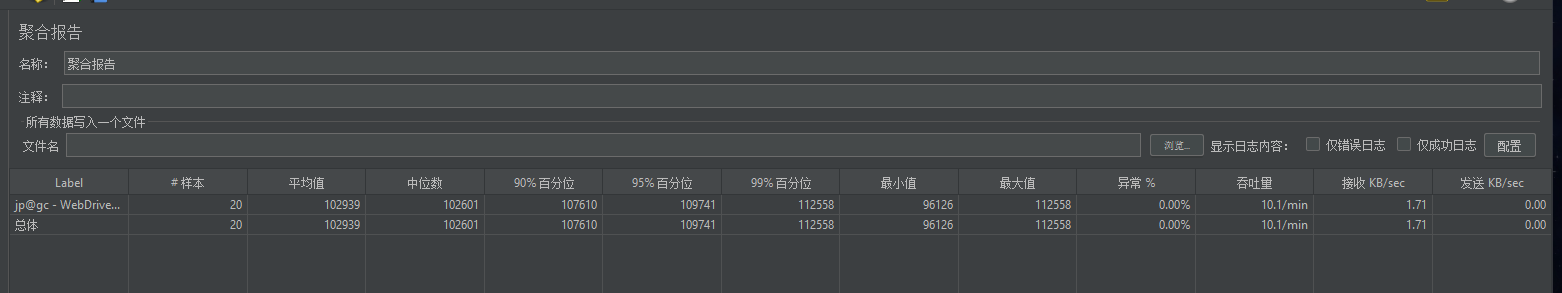 聚合报告
名称： 聚合报告
注释：
所有数据写入一个文件
文件名 浏览... 显示日志内容： 仅错误日志 仅成功日志 配置
Label # 样本 平均值 中位数 90% 百分位 95% 百分位 99% 百分位 最小值 最大值 异常 % 吞吐量 接收 KB/sec 发送 KB/sec
jp@gc - WebDrive... 20 102939 102601 107610 109741 112558 96126 112558 0.00% 10.1/min 1.71 0.00
总体 20 102939 102601 107610 109741 112558 96126 112558 0.00% 10.1/min 1.71 0.00